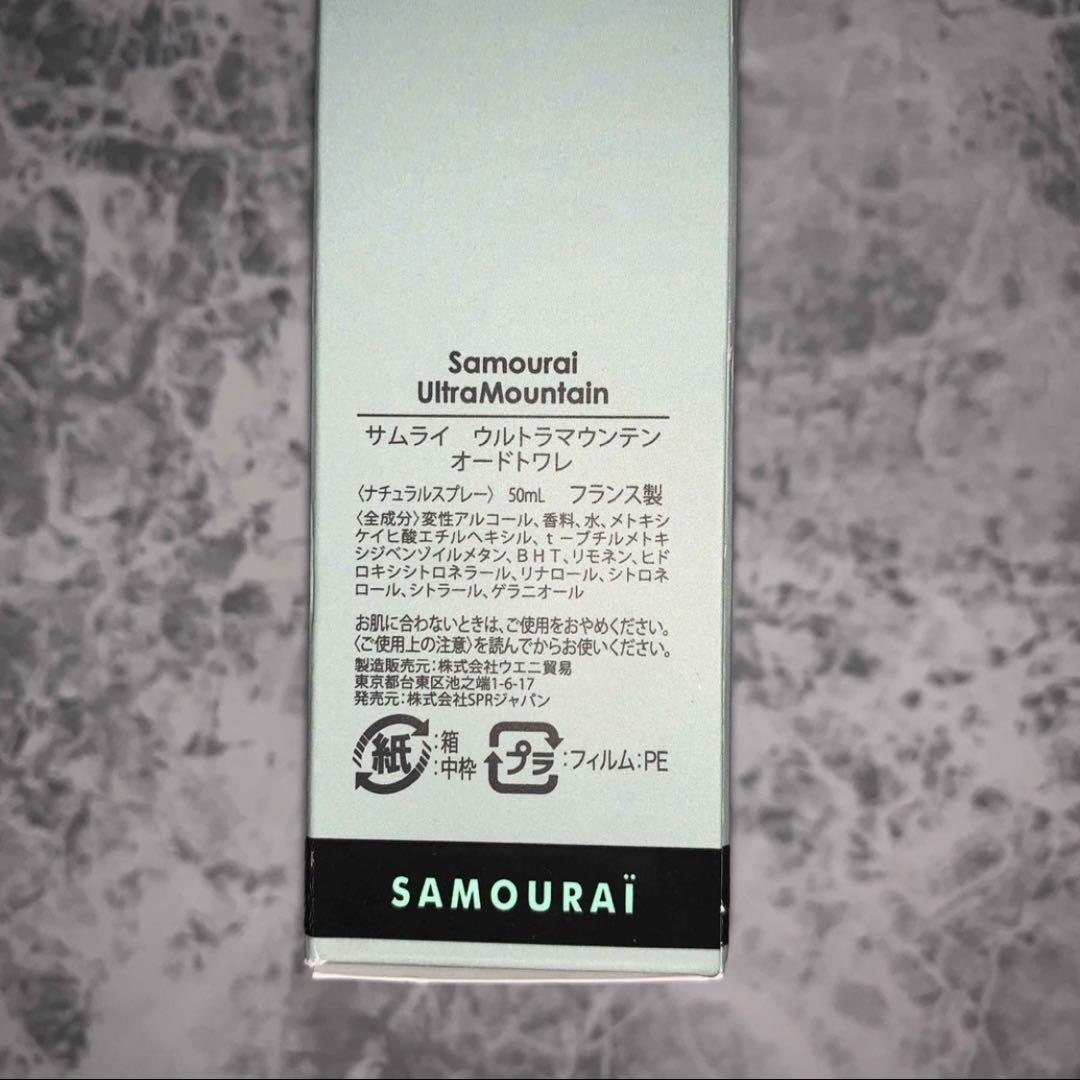 Samourai
UltraMountain
サムライ　ウルトラマウンテン
オードトワレ
〈ナチュラルスプレー〉 50mL　フランス製
〈全成分〉変性アルコール、香料、水、メトキシ
ケイヒ酸エチルヘキシル、ｔ－ブチルメトキ
シジベンゾイルメタン、ＢＨＴ、リモネン、ヒド
ロキシシトロネラール、リナロール、シトロネ
ロール、シトラール、ゲラニオール
お肌に合わないときは、ご使用をおやめください。
〈ご使用上の注意〉を読んでからお使いください。
製造販売元：株式会社ウエニ貿易
東京都台東区池之端1-6-17
発売元：株式会社SPRジャパン
紙：箱
：中枠
プラ：フィルム：PE
SAMOURAÏ